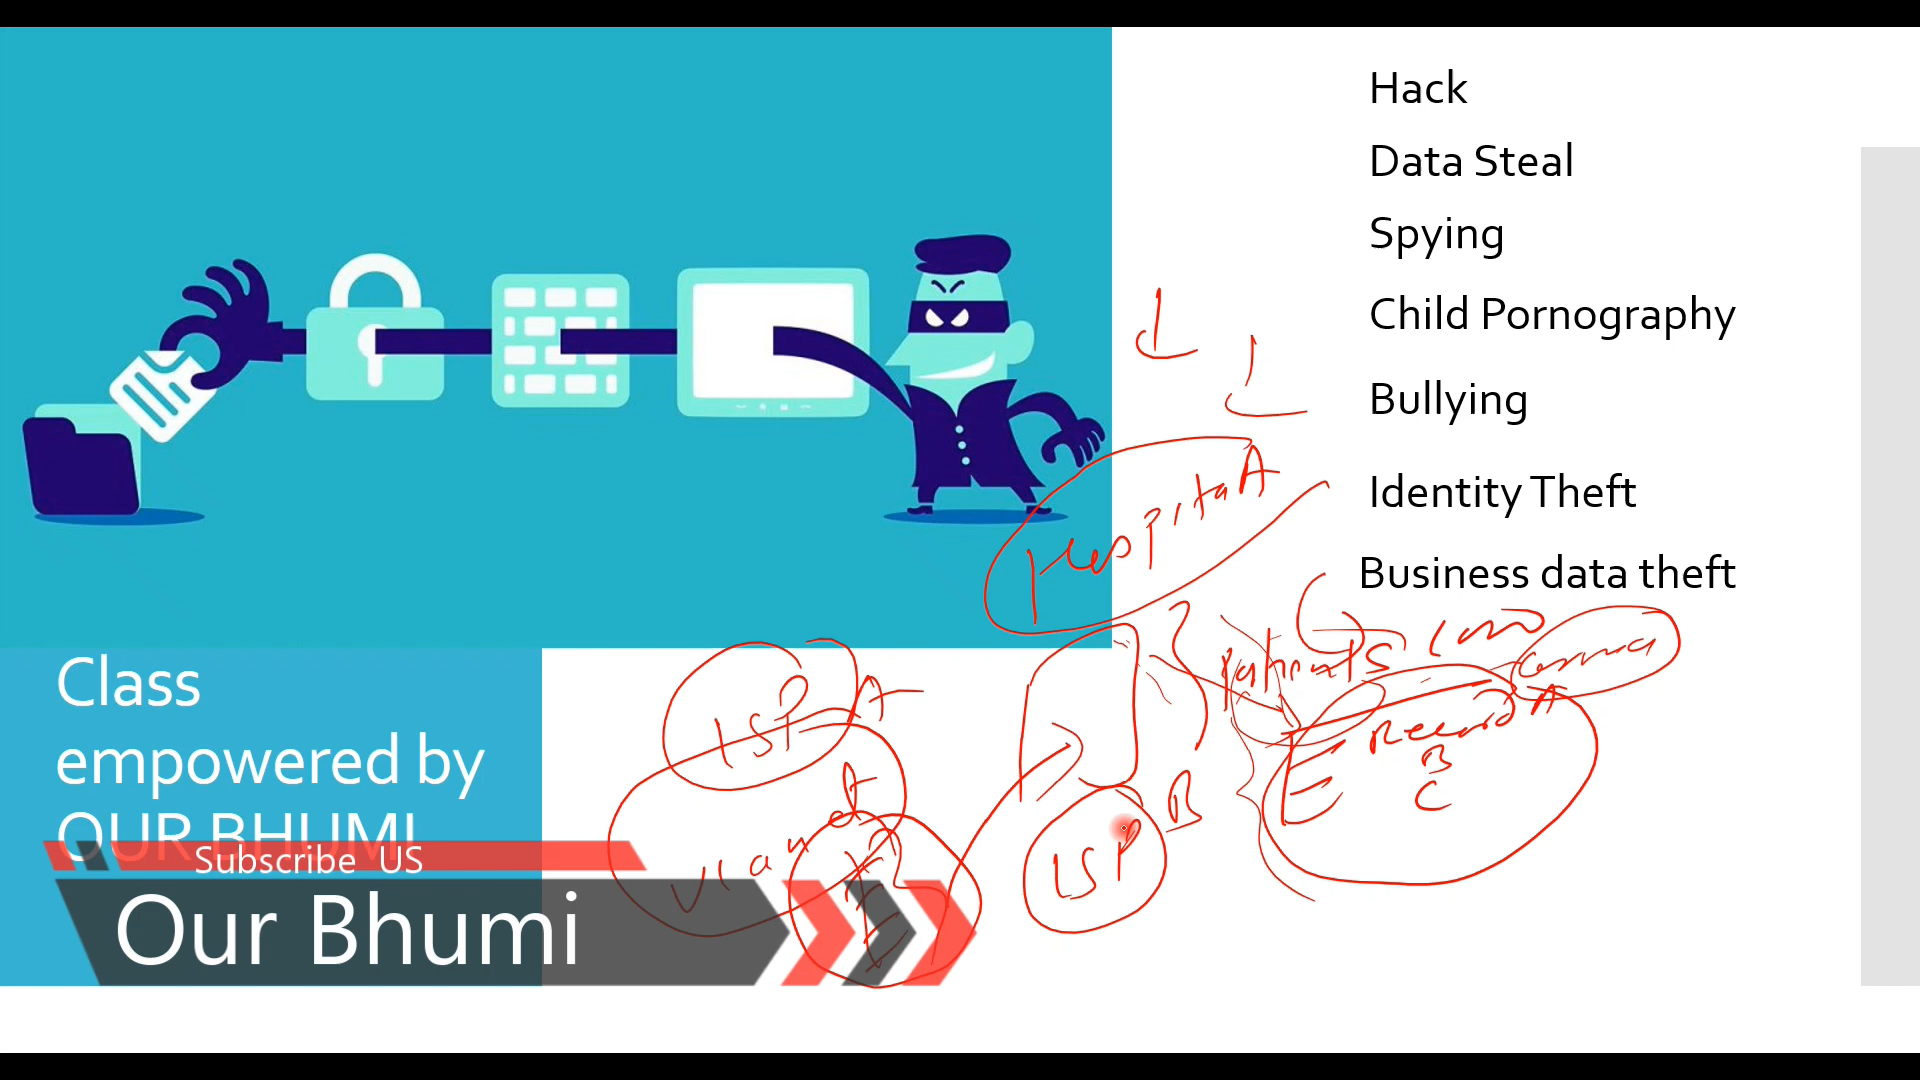 Hack
Data Steal
Spying
Child Pornography
Bullying
Identity Theft
Business data theft
Hospital
Patients
Record A
B
C
ISP A
ISP B
Class
empowered by
OUR BHUMI
Subscribe US
Our Bhumi